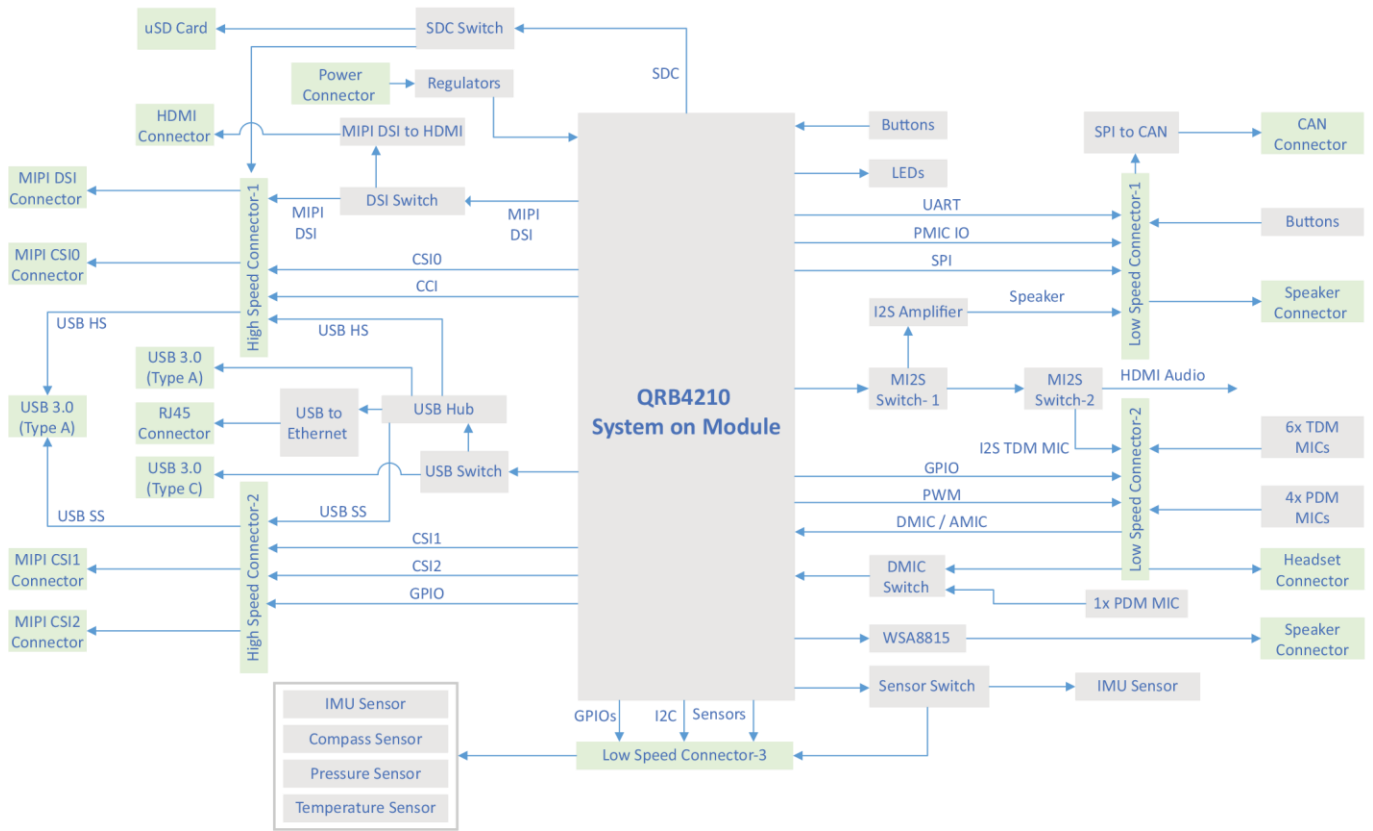 uSD Card
SDC Switch
SDC
Power
Connector
Regulators
HDMI
Connector
MIPI DSI to HDMI
Buttons
SPI to CAN
CAN
Connector
MIPI DSI
Connector
LEDs
DSI Switch
MIPI
DSI
MIPI
DSI
UART
Buttons
PMIC IO
MIPI CSI0
Connector
CSI0
SPI
High Speed Connector-1
Low Speed Connector-1
CCI
Speaker
Speaker
Connector
I2S Amplifier
USB HS
USB HS
USB 3.0
(Type A)
QRB4210
System on Module
MI2S
Switch- 1
MI2S
Switch-2
HDMI Audio
USB 3.0
(Type A)
RJ45
Connector
USB to
Ethernet
USB Hub
6x TDM
MICs
I2S TDM MIC
USB 3.0
(Type C)
USB Switch
GPIO
Low Speed Connector-2
PWM
4x PDM
MICs
USB SS
USB SS
DMIC / AMIC
CSI1
MIPI CSI1
Connector
CSI2
DMIC
Switch
Headset
Connector
High Speed Connector-2
GPIO
1x PDM MIC
MIPI CSI2
Connector
WSA8815
Speaker
Connector
Sensor Switch
IMU Sensor
IMU Sensor
Compass Sensor
Pressure Sensor
Temperature Sensor
GPIOs
I2C
Sensors
Low Speed Connector-3